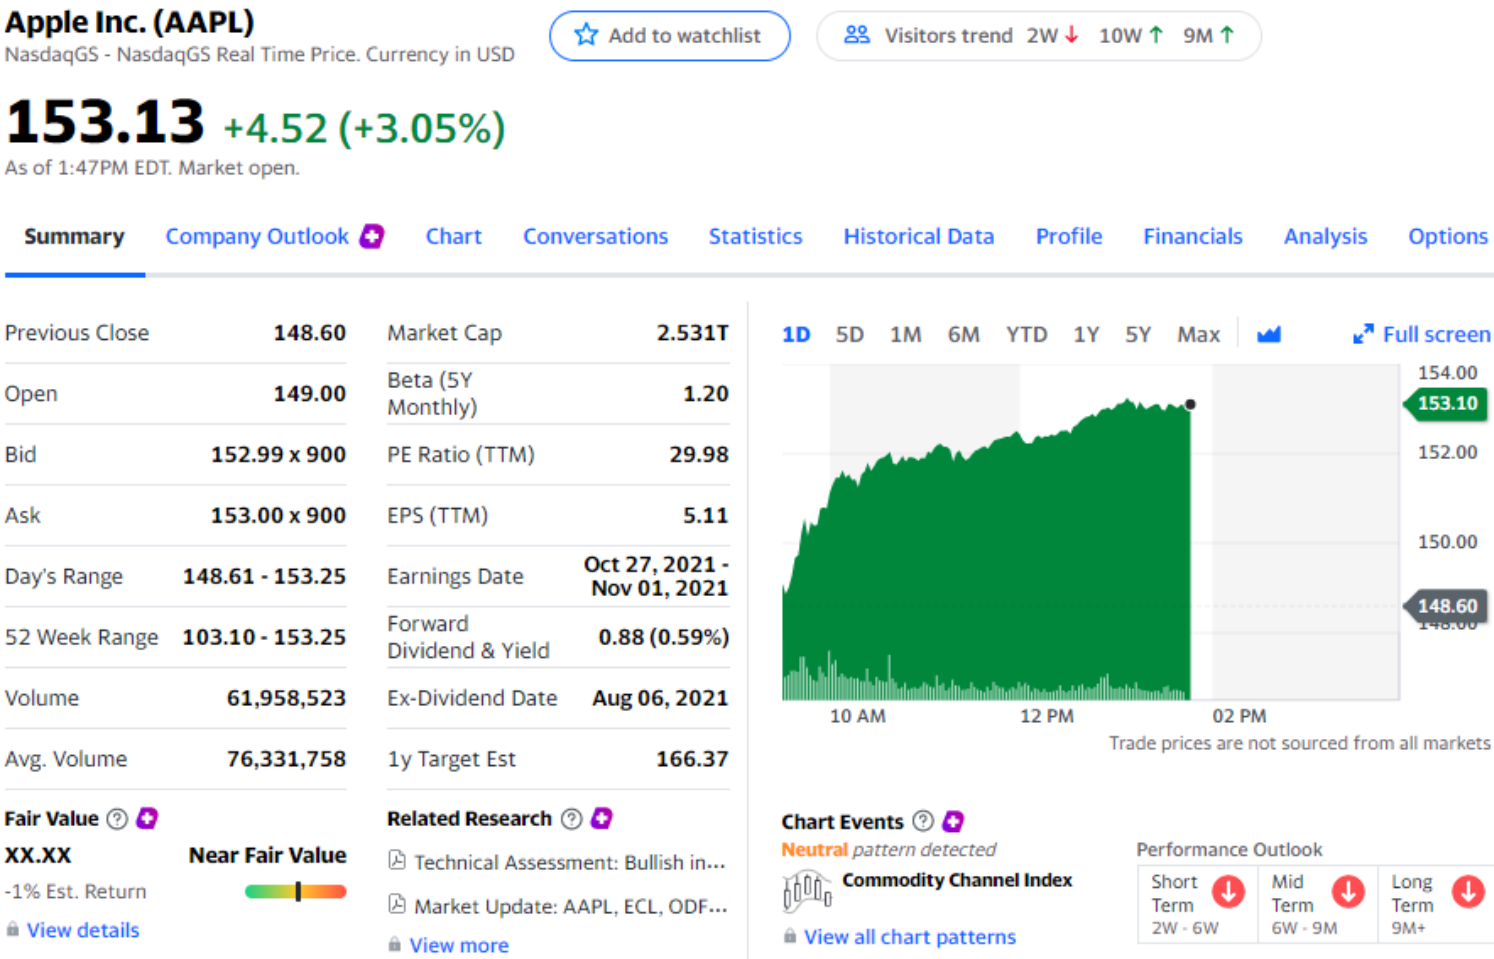 Apple Inc. (AAPL)
NasdaqGS - NasdaqGS Real Time Price. Currency in USD
Add to watchlist
Visitors trend 2W↓ 10W↑ 9M↑
153.13 +4.52 (+3.05%)
As of 1:47PM EDT. Market open.
Summary Company Outlook Chart Conversations Statistics Historical Data Profile Financials Analysis Options
Previous Close 148.60
Open 149.00
Bid 152.99 x 900
Ask 153.00 x 900
Day's Range 148.61 - 153.25
52 Week Range 103.10 - 153.25
Volume 61,958,523
Avg. Volume 76,331,758
Market Cap 2.531T
Beta (5Y
Monthly) 1.20
PE Ratio (TTM) 29.98
EPS (TTM) 5.11
Earnings Date Oct 27, 2021 -
Nov 01, 2021
Forward
Dividend & Yield 0.88 (0.59%)
Ex-Dividend Date Aug 06, 2021
1y Target Est 166.37
1D 5D 1M 6M YTD 1Y 5Y Max Full screen
154.00
153.10
152.00
150.00
148.60
148.00
10 AM 12 PM 02 PM
Trade prices are not sourced from all markets
Fair Value ?
XX.XX Near Fair Value
-1% Est. Return
View details
Related Research ?
Technical Assessment: Bullish in...
Market Update: AAPL, ECL, ODF...
View more
Chart Events ?
Neutral pattern detected
Commodity Channel Index
View all chart patterns
Performance Outlook
Short
Term
2W - 6W
Mid
Term
6W - 9M
Long
Term
9M+